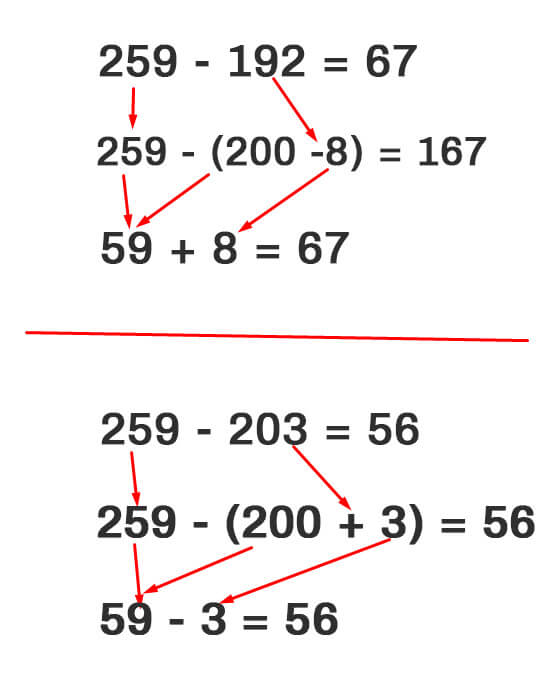 259 - 192 = 67
259 - (200 -8) = 167
59 + 8 = 67
259 - 203 = 56
259 - (200 + 3) = 56
59 - 3 = 56